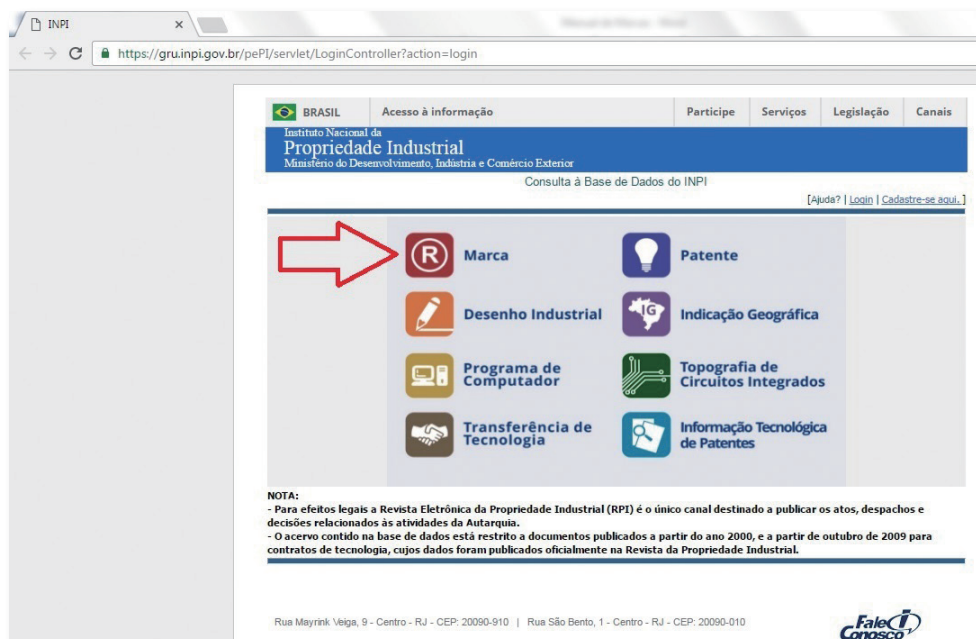 INPI
https://gru.inpi.gov.br/pePI/servlet/LoginController?action=login
BRASIL Acesso à informação Participe Serviços Legislação Canais
Instituto Nacional da
Propriedade Industrial
Ministério do Desenvolvimento, Indústria e Comércio Exterior
Consulta à Base de Dados do INPI
[Ajuda? | Login | Cadastre-se aqui. ]
R Marca Patente
Desenho Industrial IG Indicação Geográfica
Programa de
Computador
Topografia de
Circuitos Integrados
Transferência de
Tecnologia
Informação Tecnológica
de Patentes
NOTA:
- Para efeitos legais a Revista Eletrônica da Propriedade Industrial (RPI) é o único canal destinado a publicar os atos, despachos e
decisões relacionados às atividades da Autarquia.
- O acervo contido na base de dados está restrito a documentos publicados a partir do ano 2000, e a partir de outubro de 2009 para
contratos de tecnologia, cujos dados foram publicados oficialmente na Revista da Propriedade Industrial.
Rua Mayrink Veiga, 9 - Centro - RJ - CEP: 20090-910 | Rua São Bento, 1 - Centro - RJ - CEP: 20090-010
Fale
Conosco